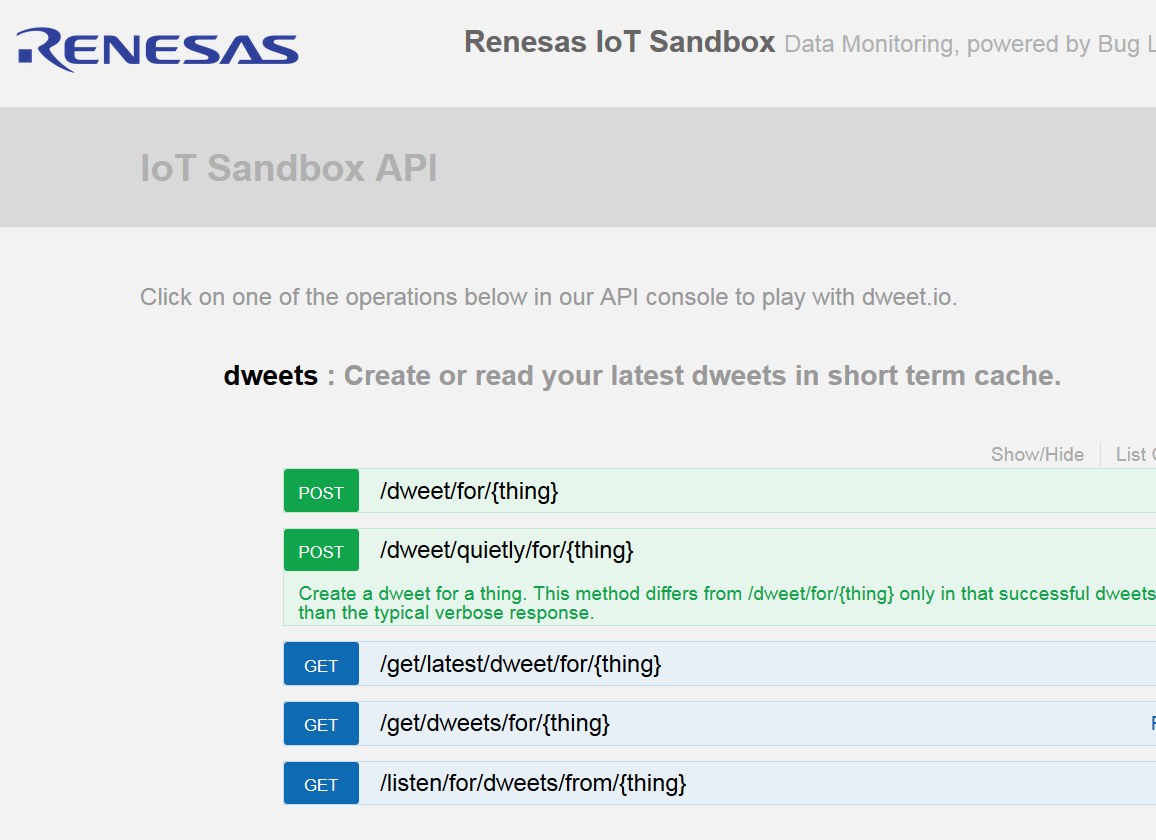 RENESAS
Renesas IoT Sandbox Data Monitoring, powered by Bug
IoT Sandbox API
Click on one of the operations below in our API console to play with dweet.io.
dweets : Create or read your latest dweets in short term cache.
Show/Hide
List
POST /dweet/for/{thing}
POST /dweet/quietly/for/{thing}
Create a dweet for a thing. This method differs from /dweet/for/{thing} only in that successful dweets
than the typical verbose response.
GET /get/latest/dweet/for/{thing}
GET /get/dweets/for/{thing}
GET /listen/for/dweets/from/{thing}